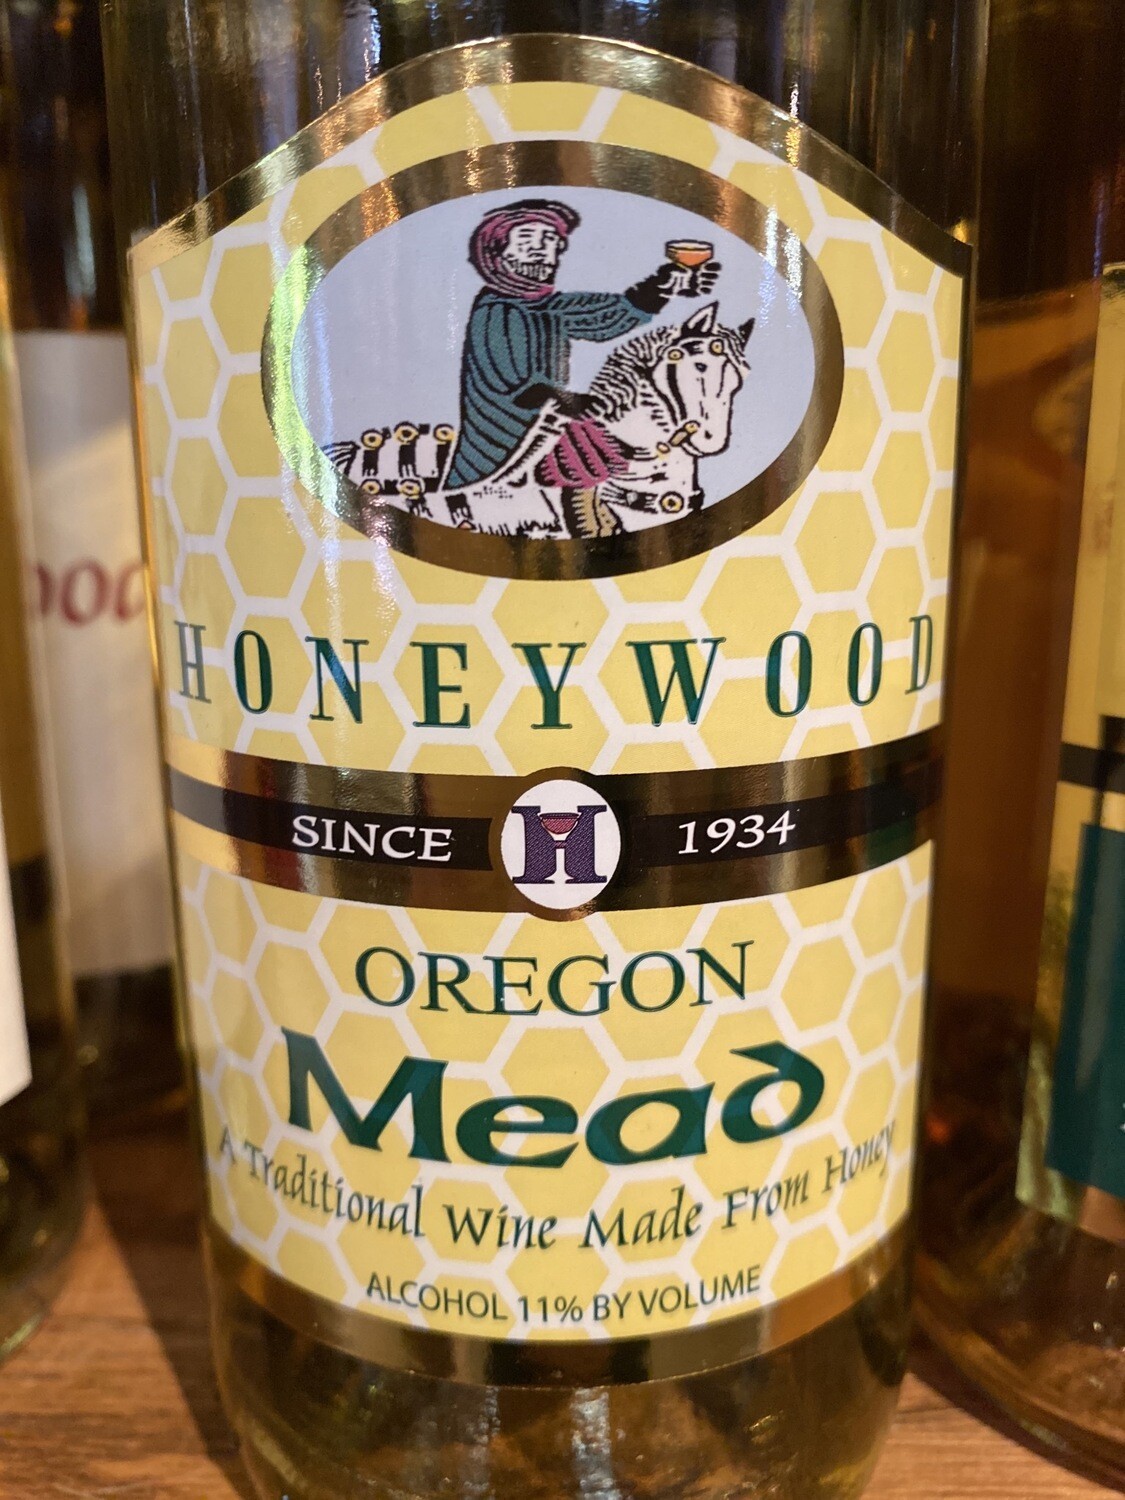 HONEYWOOD
SINCE H 1934
OREGON
Mead
A Traditional Wine Made From Honey
ALCOHOL 11% BY VOLUME